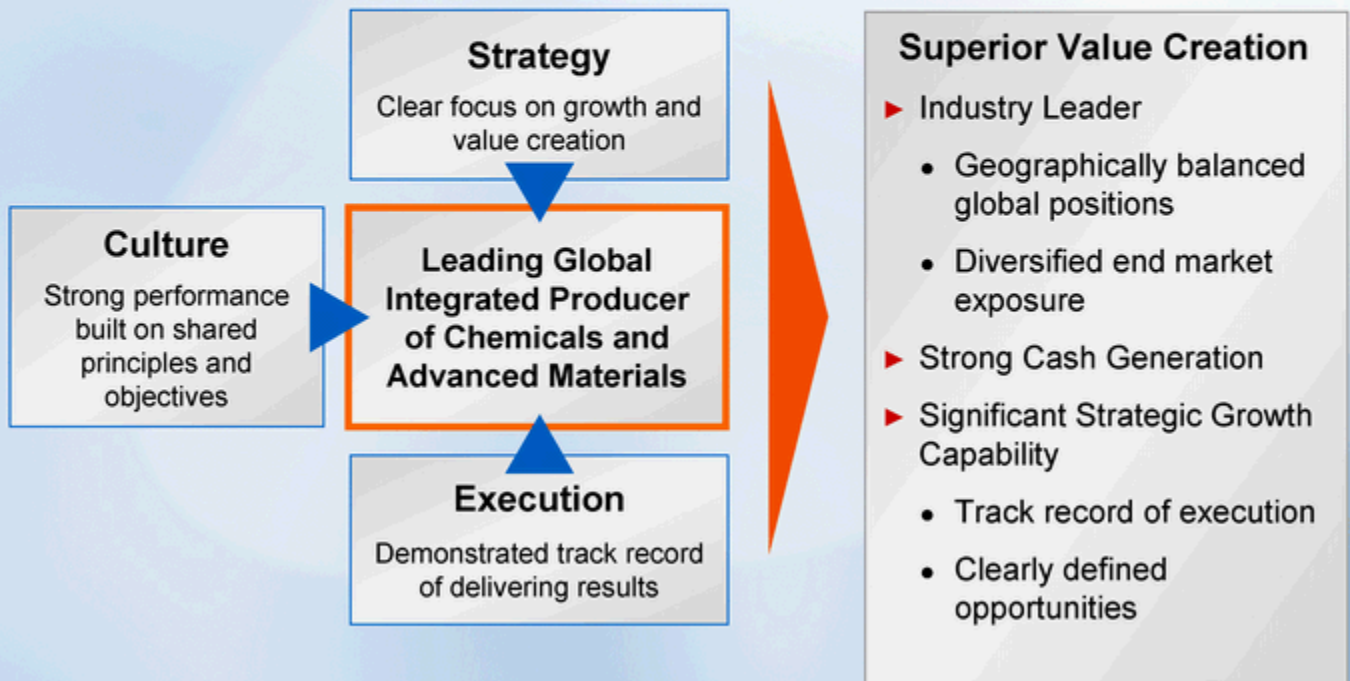 Strategy
Clear focus on growth and
value creation
Culture
Strong performance
built on shared
principles and
objectives
Leading Global
Integrated Producer
of Chemicals and
Advanced Materials
Execution
Demonstrated track record
of delivering results
Superior Value Creation
► Industry Leader
• Geographically balanced
global positions
• Diversified end market
exposure
► Strong Cash Generation
► Significant Strategic Growth
Capability
• Track record of execution
• Clearly defined
opportunities